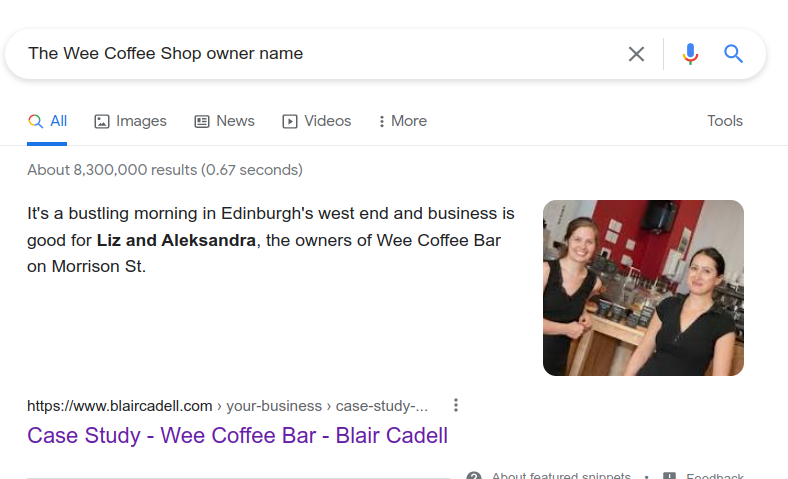 The Wee Coffee Shop owner name
All Images News Videos More Tools
About 8,300,000 results (0.67 seconds)
It's a bustling morning in Edinburgh's west end and business is
good for Liz and Aleksandra, the owners of Wee Coffee Bar
on Morrison St.
https://www.blaircadell.com › your-business › case-study-...
Case Study - Wee Coffee Bar - Blair Cadell
About featured snippets • Feedback